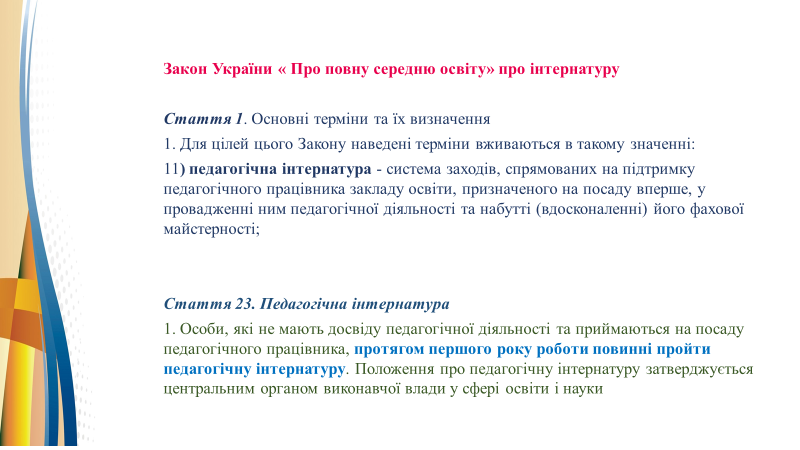 Закон України « Про повну середню освіту» про інтернатуру
Стаття 1. Основні терміни та їх визначення
1. Для цілей цього Закону наведені терміни вживаються в такому значенні:
11) педагогічна інтернатура - система заходів, спрямованих на підтримку
педагогічного працівника закладу освіти, призначеного на посаду вперше, у
провадженні ним педагогічної діяльності та набутті (вдосконаленні) його фахової
майстерності;
Стаття 23. Педагогічна інтернатура
1. Особи, які не мають досвіду педагогічної діяльності та приймаються на посаду
педагогічного працівника, протягом першого року роботи повинні пройти
педагогічну інтернатуру. Положення про педагогічну інтернатуру затверджується
центральним органом виконавчої влади у сфері освіти і науки